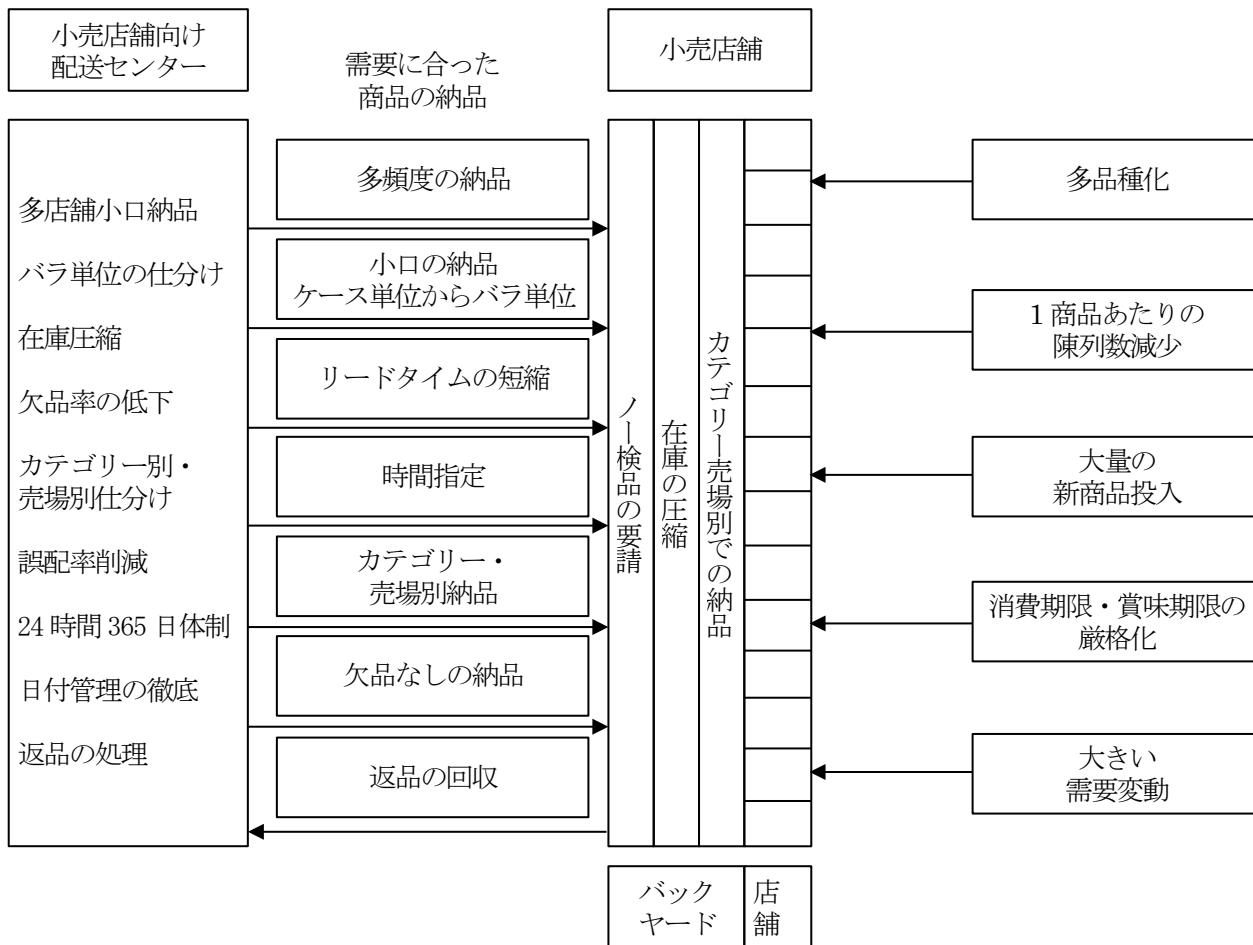 小売店舗向け
配送センター
需要に合った
商品の納品
小売店舗
多店舗小口納品
バラ単位の仕分け
在庫圧縮
欠品率の低下
カテゴリー別・
売場別仕分け
誤配率削減
24時間365日体制
日付管理の徹底
返品の処理
多頻度の納品
小口の納品
ケース単位からバラ単位
リードタイムの短縮
時間指定
カテゴリー・
売場別納品
欠品なしの納品
返品の回収
ノー検品の要請
在庫の圧縮
カテゴリー売場別での納品
多品種化
1商品あたりの
陳列数減少
大量の
新商品投入
消費期限・賞味期限の
厳格化
大きい
需要変動
バック
ヤード
店
舗